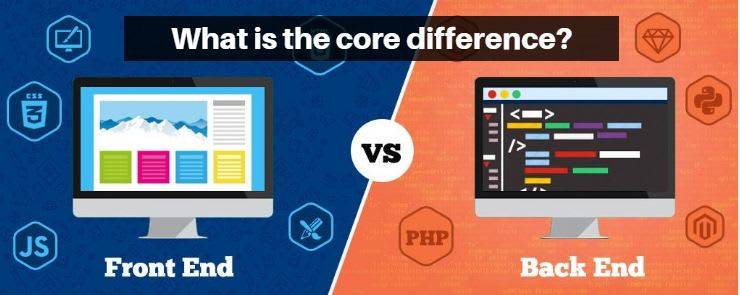 What is the core difference?
CSS
3
JS
Front End
VS
< >
/>
</>
PHP
Back End